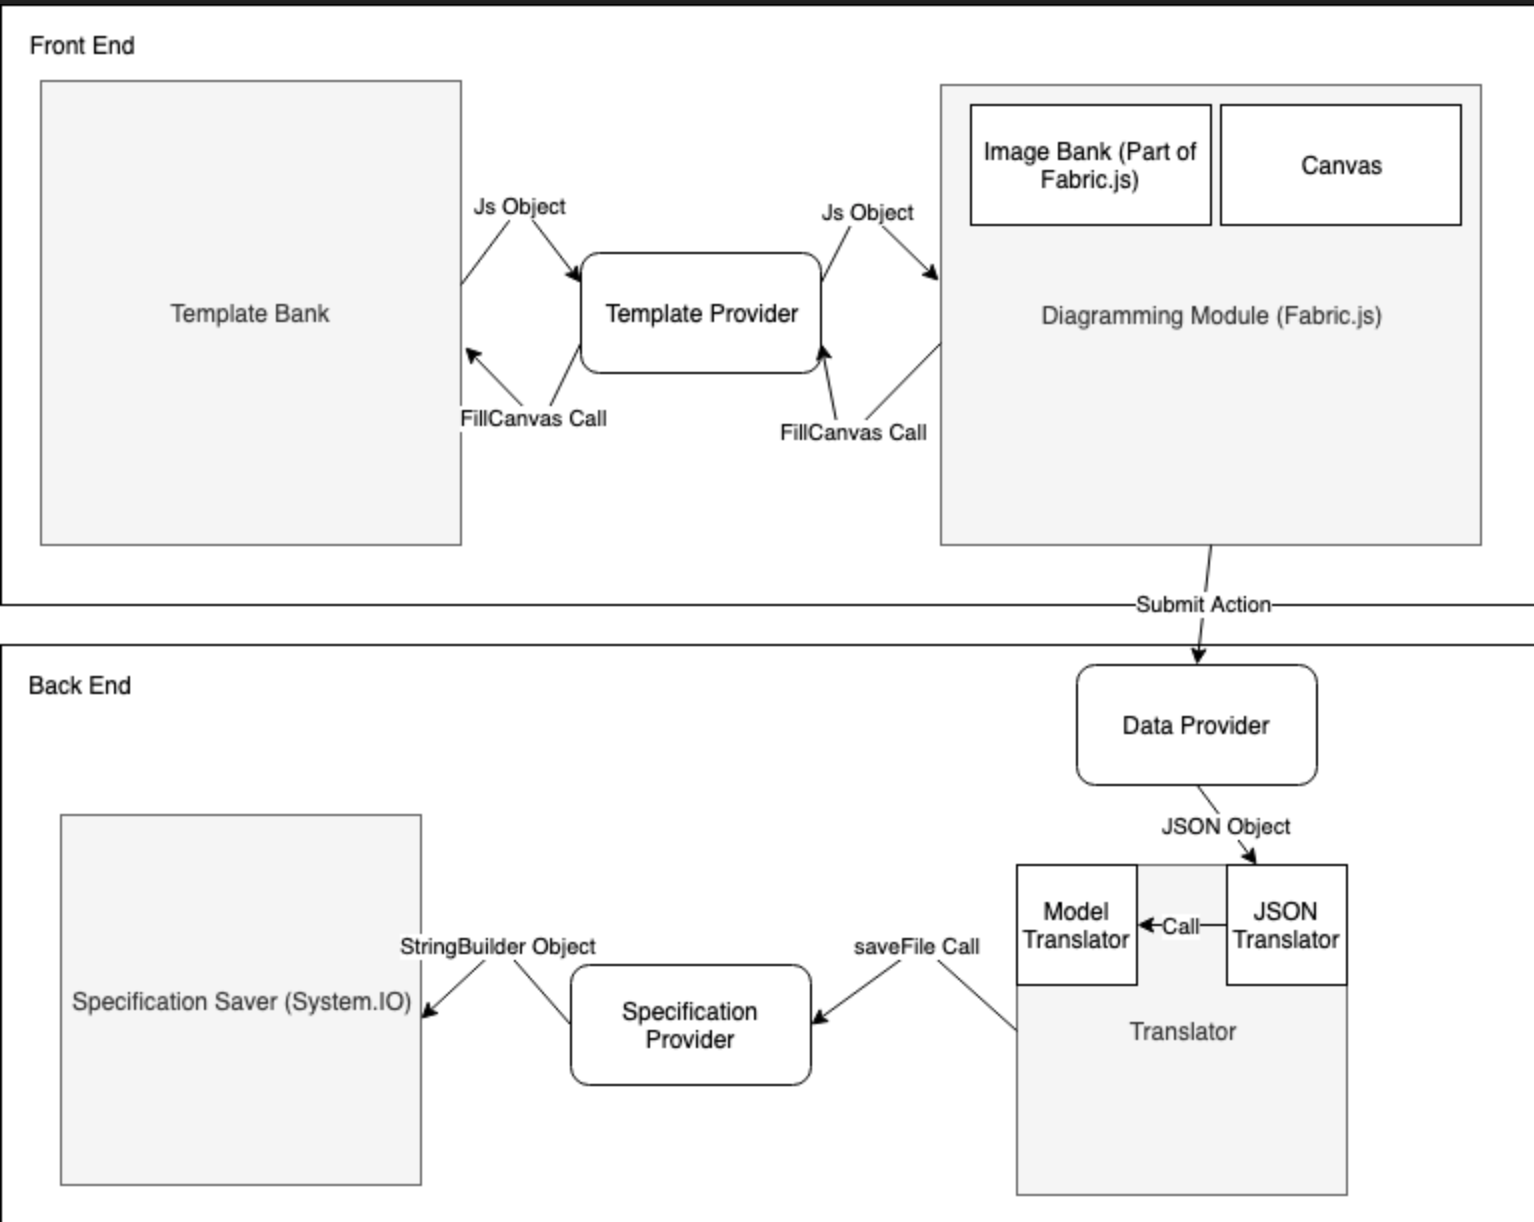 Front End
Image Bank (Part of
Fabric.js)
Canvas
Js Object
Js Object
Template Bank
Template Provider
Diagramming Module (Fabric.js)
FillCanvas Call
FillCanvas Call
Submit Action
Back End
Data Provider
JSON Object
Model
Translator
Call
JSON
Translator
StringBuilder Object
saveFile Call
Specification Saver (System.IO)
Specification
Provider
Translator